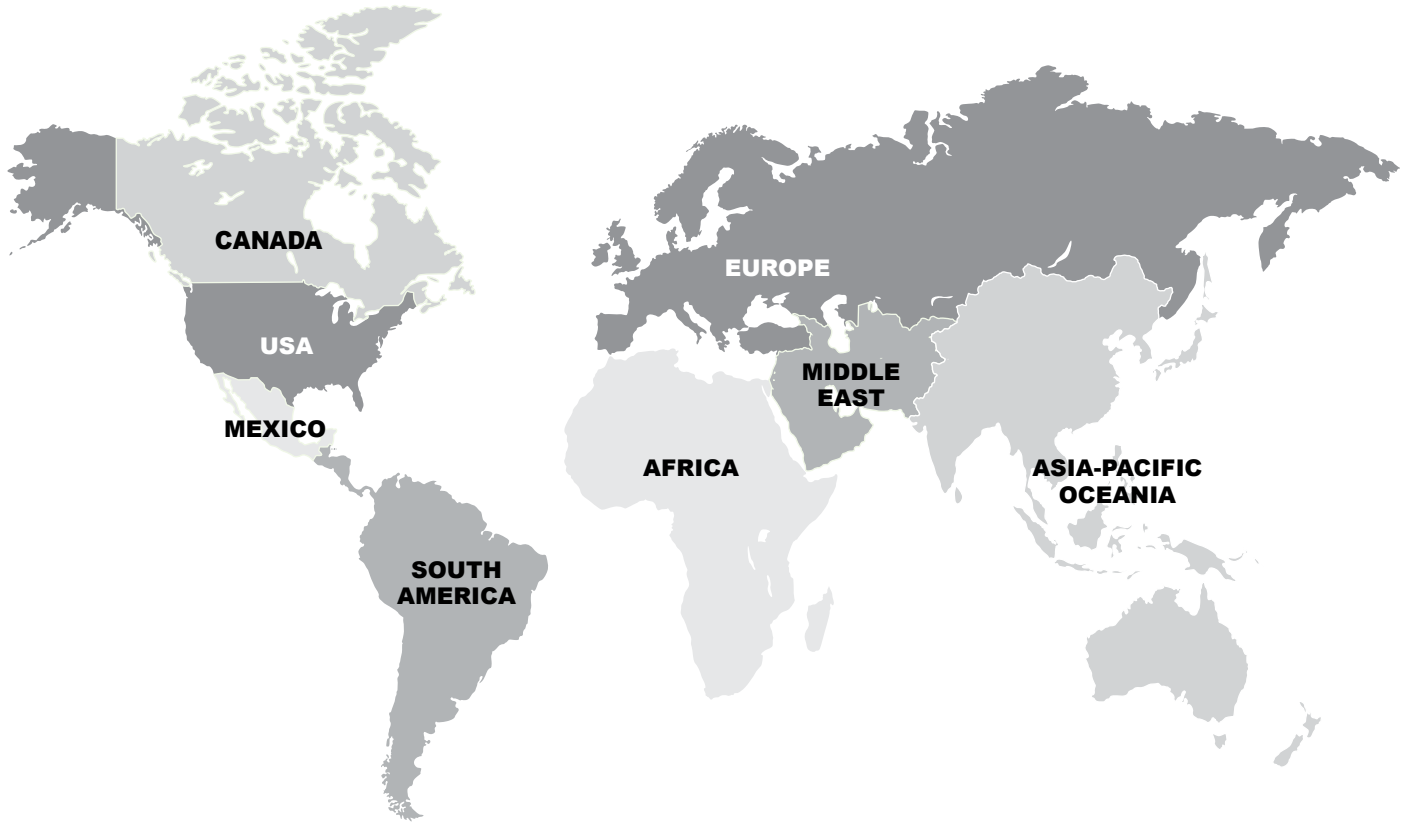 CANADA
EUROPE
USA
MIDDLE
EAST
MEXICO
AFRICA
ASIA-PACIFIC
OCEANIA
SOUTH
AMERICA